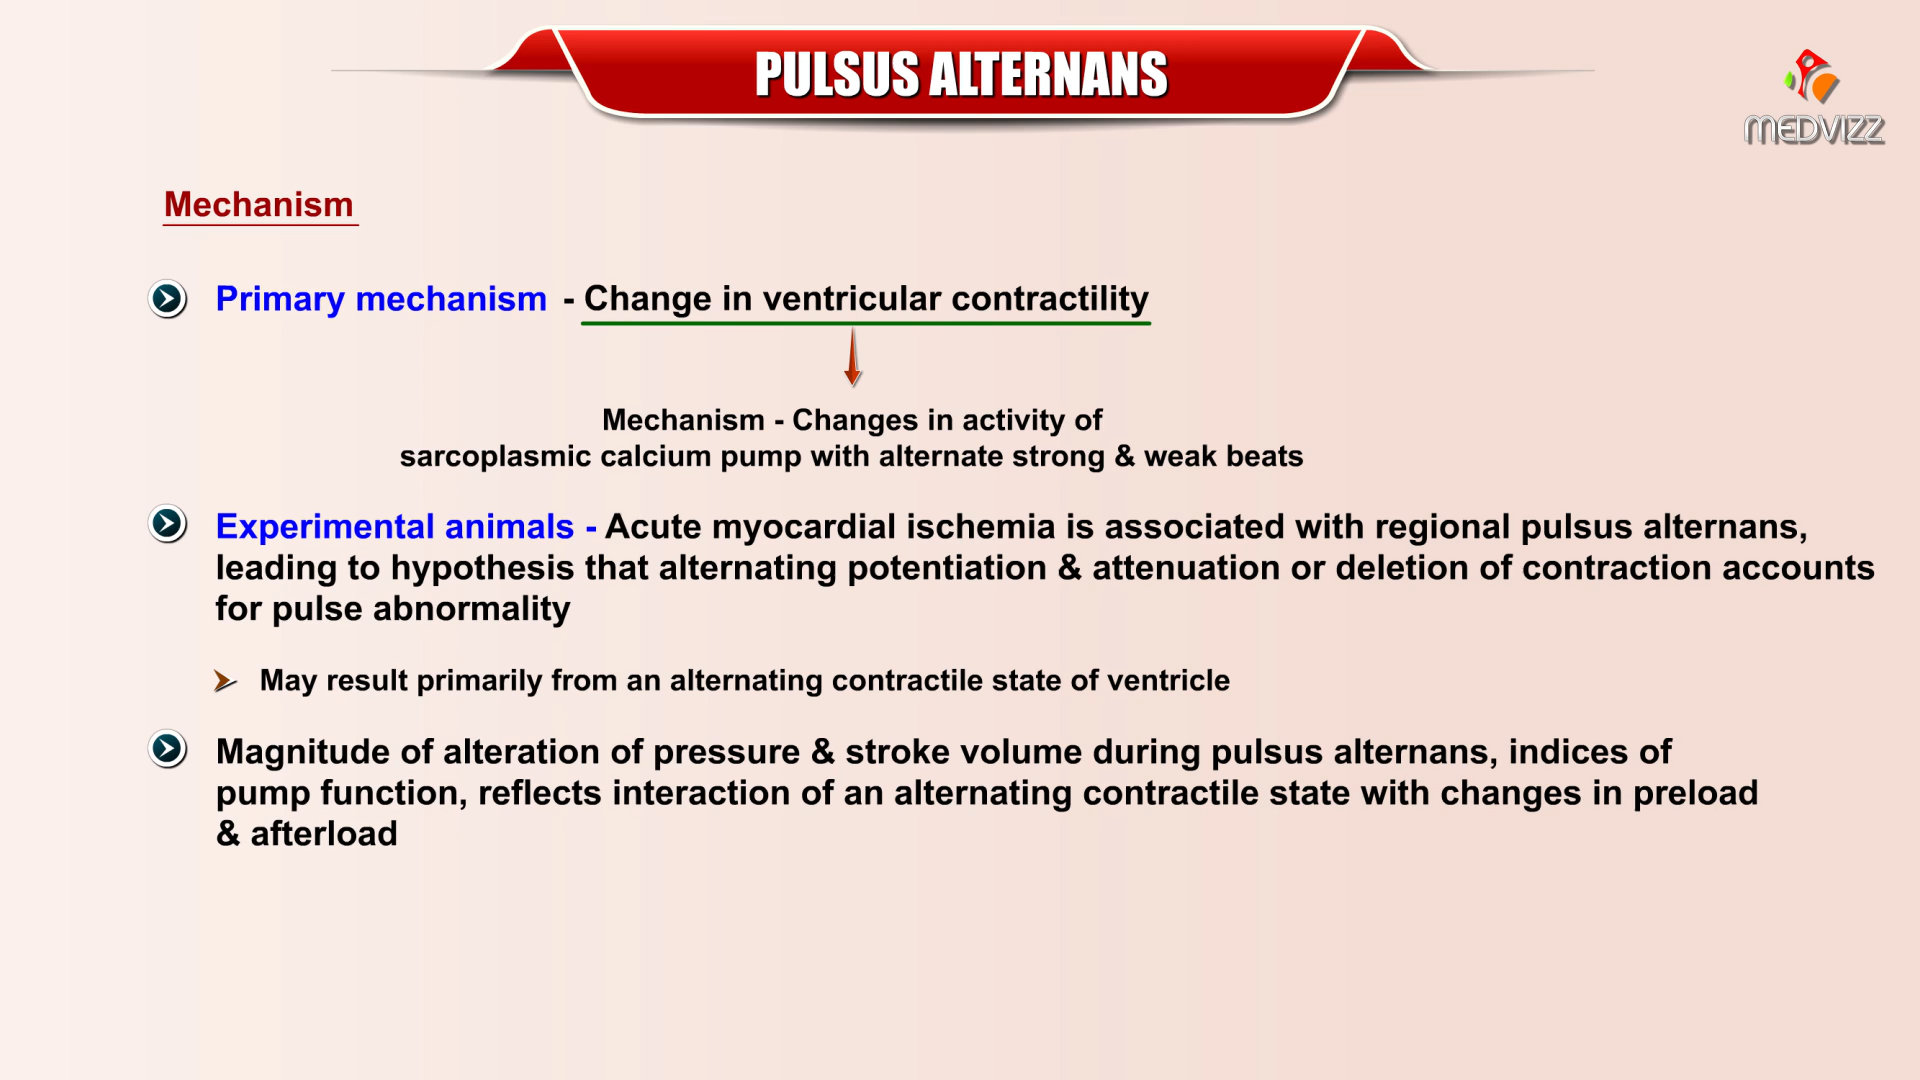 PULSUS ALTERNANS
MEDVIZZ
Mechanism
Primary mechanism - Change in ventricular contractility
Mechanism - Changes in activity of
sarcoplasmic calcium pump with alternate strong & weak beats
Experimental animals - Acute myocardial ischemia is associated with regional pulsus alternans,
leading to hypothesis that alternating potentiation & attenuation or deletion of contraction accounts
for pulse abnormality
May result primarily from an alternating contractile state of ventricle
Magnitude of alteration of pressure & stroke volume during pulsus alternans, indices of
pump function, reflects interaction of an alternating contractile state with changes in preload
& afterload